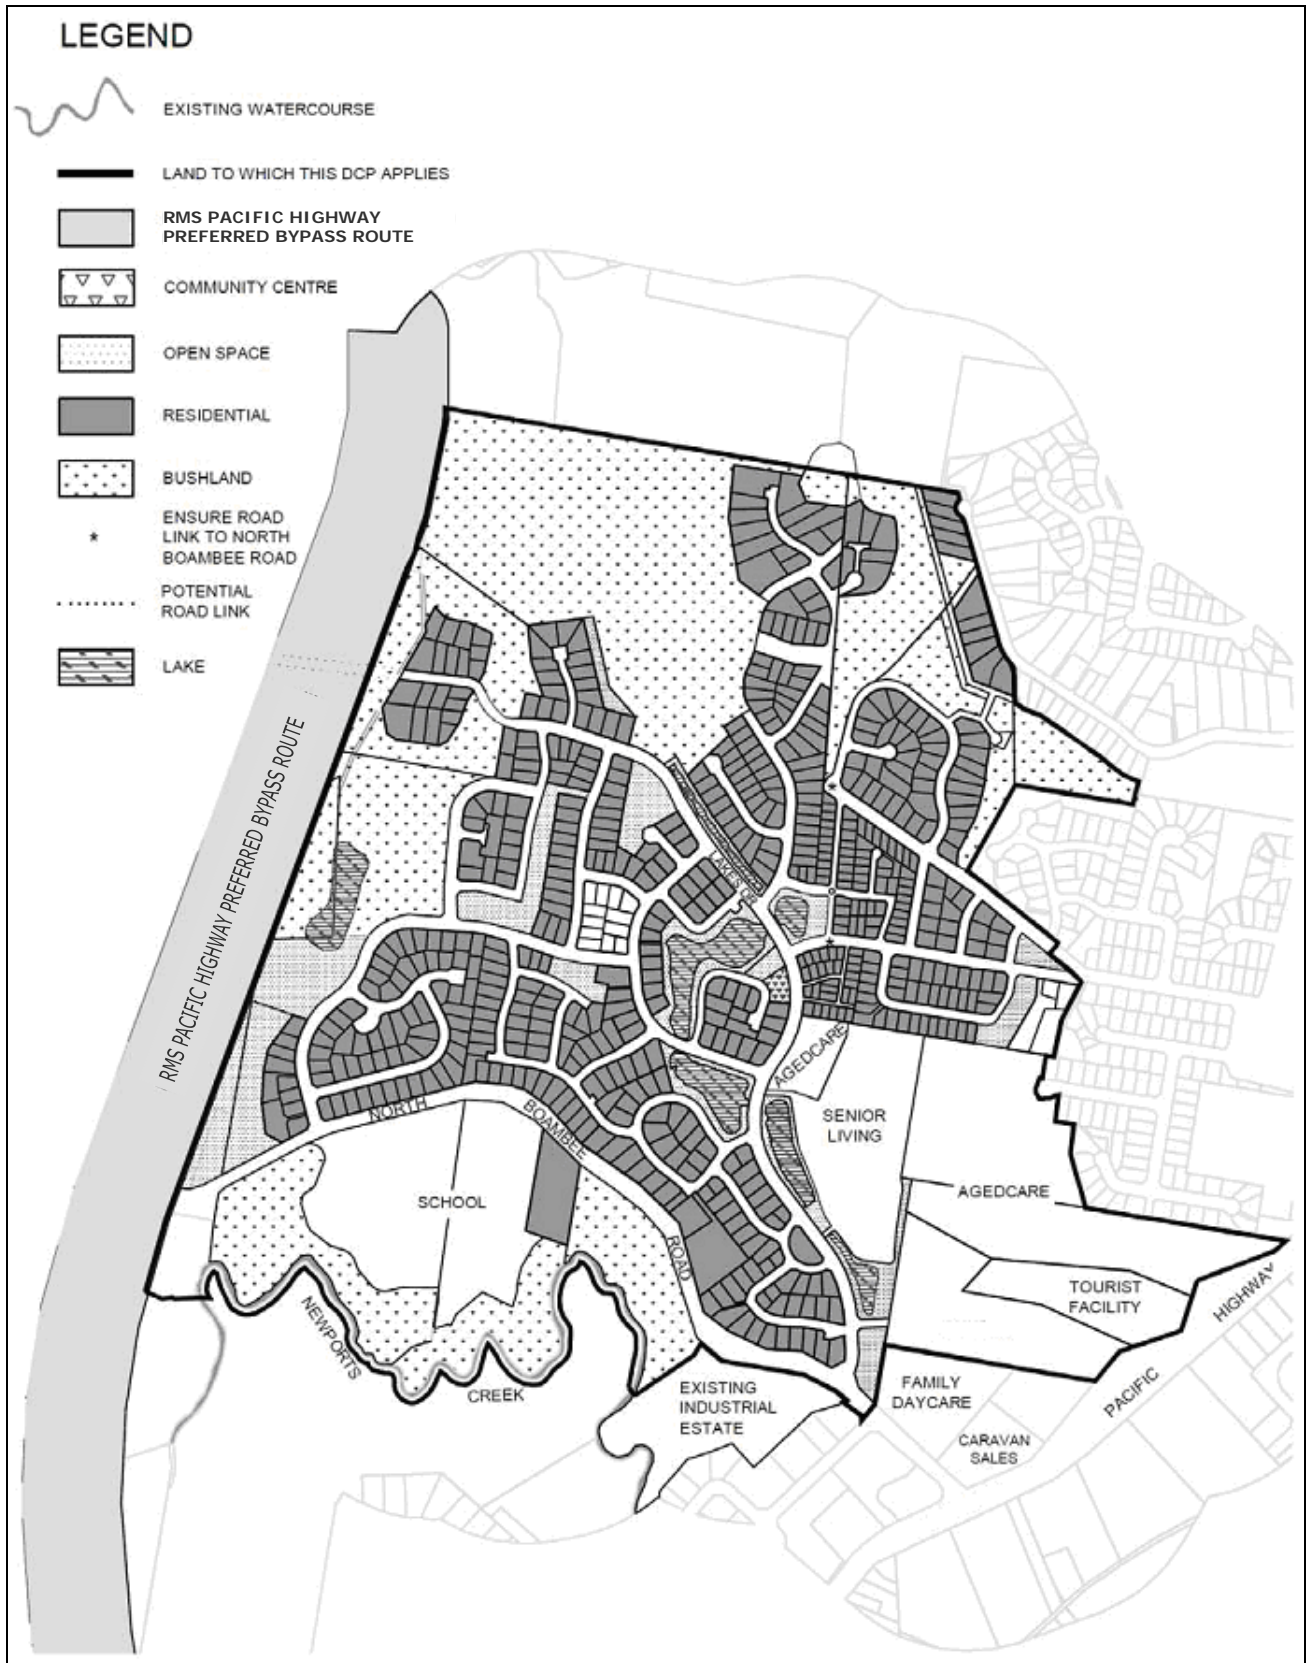 LEGEND
EXISTING WATERCOURSE
LAND TO WHICH THIS DCP APPLIES
RMS PACIFIC HIGHWAY
PREFERRED BYPASS ROUTE
COMMUNITY CENTRE
OPEN SPACE
RESIDENTIAL
BUSHLAND
*
ENSURE ROAD
LINK TO NORTH
BOAMBEE ROAD
POTENTIAL
ROAD LINK
LAKE
RMS PACIFIC HIGHWAY PREFERRED BYPASS ROUTE
LAKES DR
AGEDCARE
SENIOR
LIVING
NORTH
BOAMBEE
ROAD
SCHOOL
AGEDCARE
TOURIST
FACILITY
HIGHWAY
PACIFIC
NEWPORTS
CREEK
EXISTING
INDUSTRIAL
ESTATE
FAMILY
DAYCARE
CARAVAN
SALES